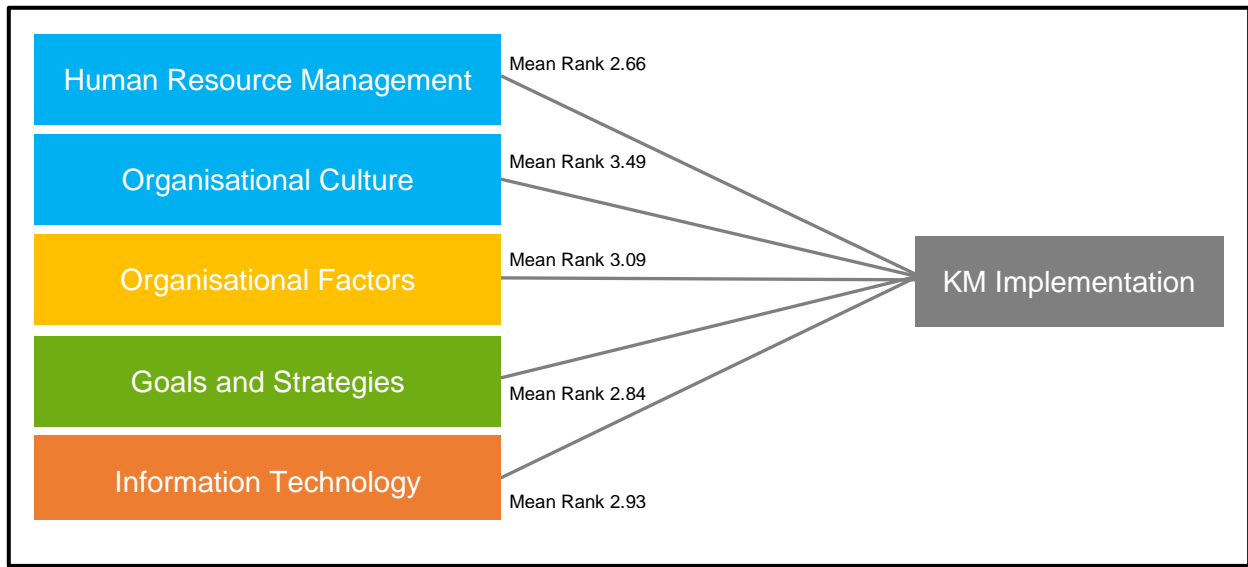 Human Resource Management
Mean Rank 2.66
Organisational Culture
Mean Rank 3.49
Organisational Factors
Mean Rank 3.09
KM Implementation
Goals and Strategies
Mean Rank 2.84
Information Technology
Mean Rank 2.93